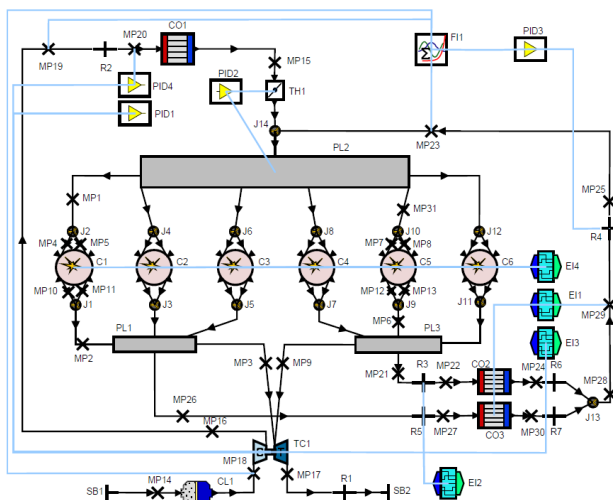 CO1
FI1
PID3
MP19
R2
MP20
MP15
PID4
PID2
TH1
PID1
J14
MP23
PL2
MP25
MP1
MP31
R4
J2
J4
J6
J8
J10
J12
MP4
MP5
MP7
MP8
C1
C2
C3
C4
C5
C6
EI4
MP10
MP11
MP12
MP13
EI1
J1
J3
J5
J7
J9
J11
MP29
PL1
MP6
PL3
EI3
MP2
MP3
MP9
MP21
R3
MP22
CO2
MP24
R6
MP28
J13
MP26
MP16
R5
MP27
CO3
MP30
R7
TC1
MP18
MP17
MP14
CL1
R1
SB1
SB2
EI2